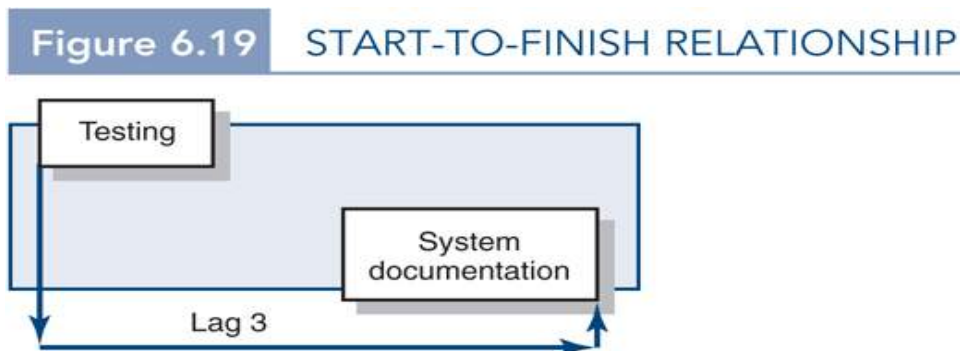 Figure 6.19 START-TO-FINISH RELATIONSHIP
Testing
System
documentation
Lag 3